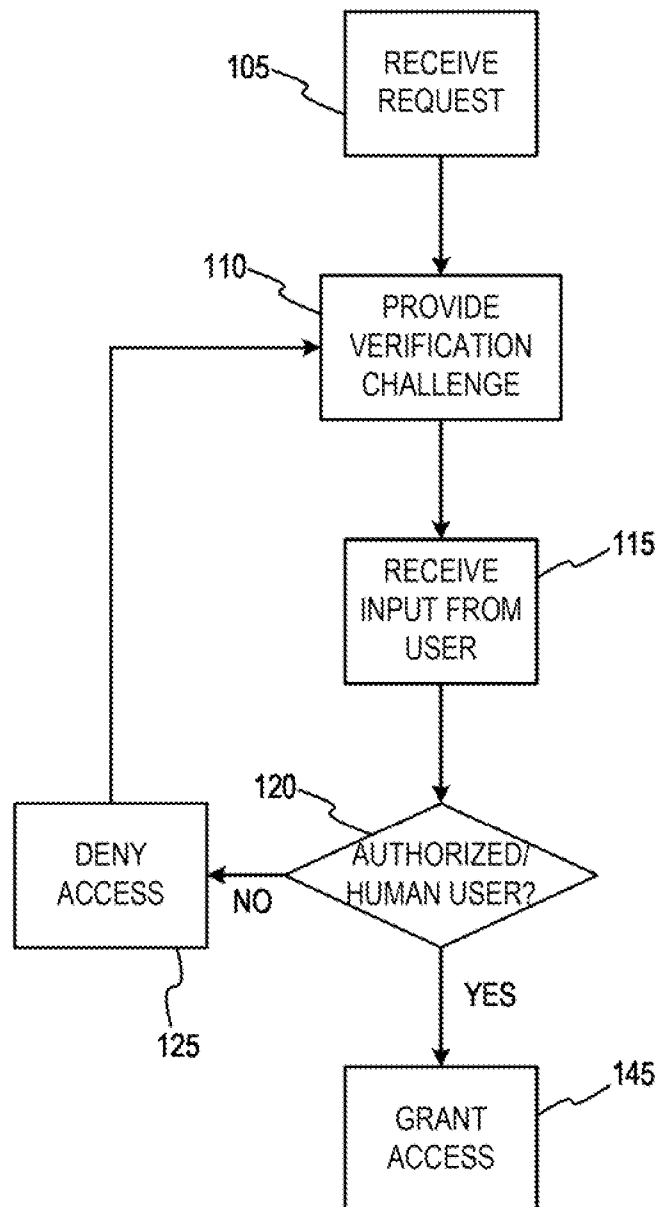 105
RECEIVE
REQUEST
110
PROVIDE
VERIFICATION
CHALLENGE
115
RECEIVE
INPUT FROM
USER
120
AUTHORIZED/
HUMAN USER?
DENY
ACCESS
NO
125
YES
145
GRANT
ACCESS